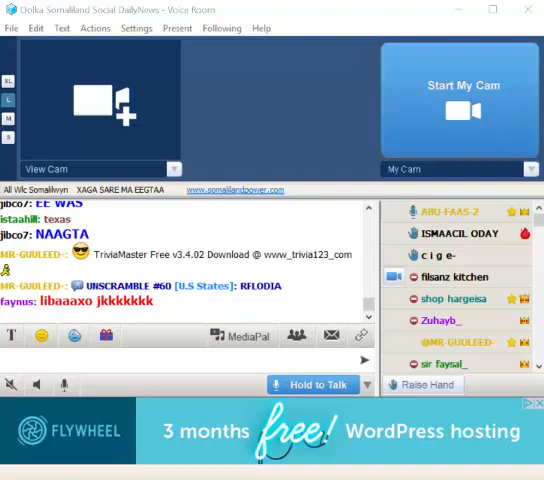 Qolka Somaliland Social DailyNews - Voice Room
File Edit Text Actions Settings Present Following Help
XL
L
M
S
Start My Cam
View Cam
My Cam
All Wlc Somalilwyn XAGA SARE MA EEGTAA www.somalilandpower.com
jibco7: EE WAS
istaahill: texas
jibco7: NAAGTA
MR-GUULEED-: TriviaMaster Free v3.4.02 Download @ www_trivia123_com
MR-GUULEED-: UNSCRAMBLE #60 [U.S States]: RFLODIA
faynus: libaaaxo jkkkkkkk
ABU-FAAS-2
ISMAACIL ODAY
c i g e-
filsanz kitchen
shop hargeisa
Zuhayb_
@MR-GUULEED-
sir faysal_
T MediaPal
Hold to Talk
Raise Hand
FLYWHEEL 3 months free! WordPress hosting